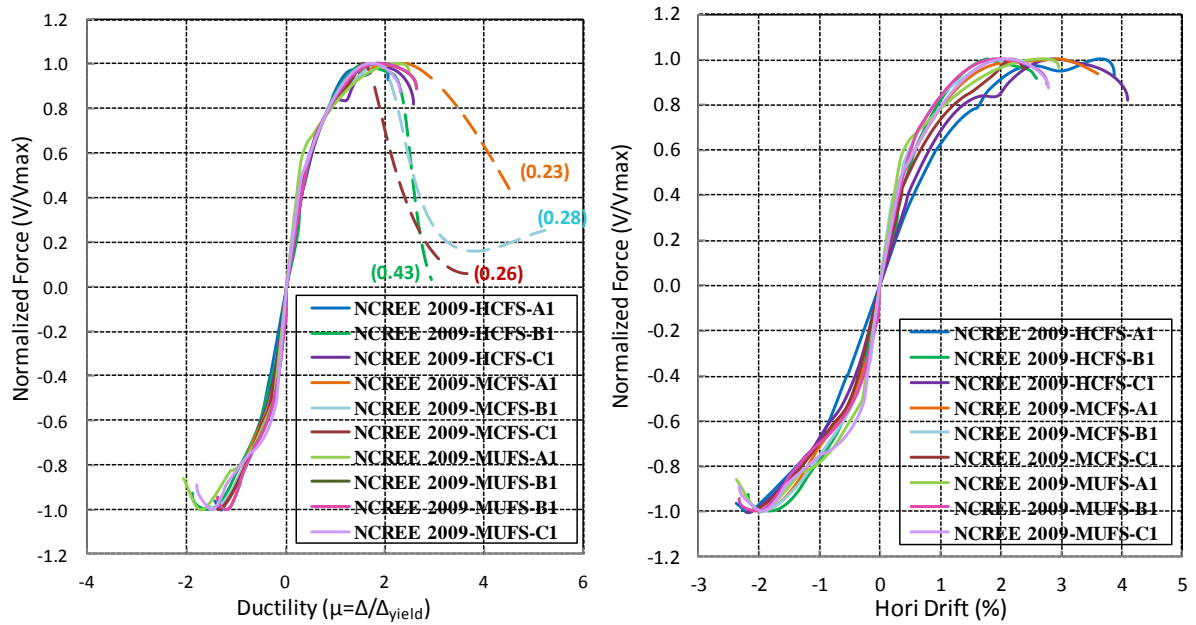 1.2
1.0
0.8
0.6
0.4
0.2
0.0
-0.2
-0.4
-0.6
-0.8
-1.0
-1.2
Normalized Force (V/Vmax)
(0.23)
(0.28)
(0.43)
(0.26)
NCREE 2009-HCFS-A1
NCREE 2009-HCFS-B1
NCREE 2009-HCFS-C1
NCREE 2009-MCFS-A1
NCREE 2009-MCFS-B1
NCREE 2009-MCFS-C1
NCREE 2009-MUFS-A1
NCREE 2009-MUFS-B1
NCREE 2009-MUFS-B1
NCREE 2009-MUFS-C1
-4 -2 0 2 4 6
Ductility (μ=Δ/Δyield)
1.2
1.0
0.8
0.6
0.4
0.2
0.0
-0.2
-0.4
-0.6
-0.8
-1.0
-1.2
Normalized Force (V/Vmax)
NCREE 2009-HCFS-A1
NCREE 2009-HCFS-B1
NCREE 2009-HCFS-C1
NCREE 2009-MCFS-A1
NCREE 2009-MCFS-B1
NCREE 2009-MCFS-C1
NCREE 2009-MUFS-A1
NCREE 2009-MUFS-B1
NCREE 2009-MUFS-C1
-3 -2 -1 0 1 2 3 4 5
Hori Drift (%)